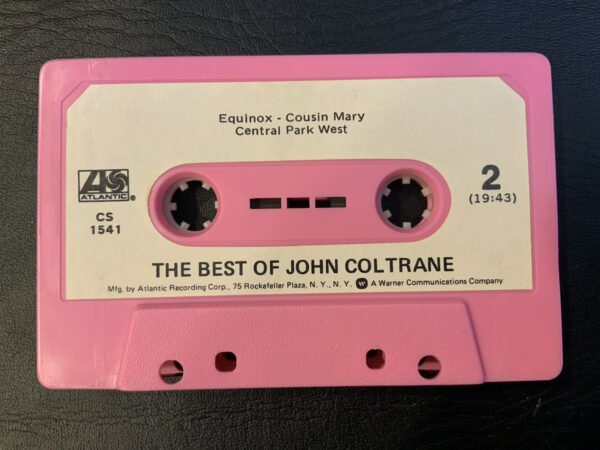 Equinox - Cousin Mary
Central Park West
ATLANTIC®
CS
1541
2
(19:43)
THE BEST OF JOHN COLTRANE
Mfg. by Atlantic Recording Corp., 75 Rockefeller Plaza, N. Y., N. Y. W A Warner Communications Company